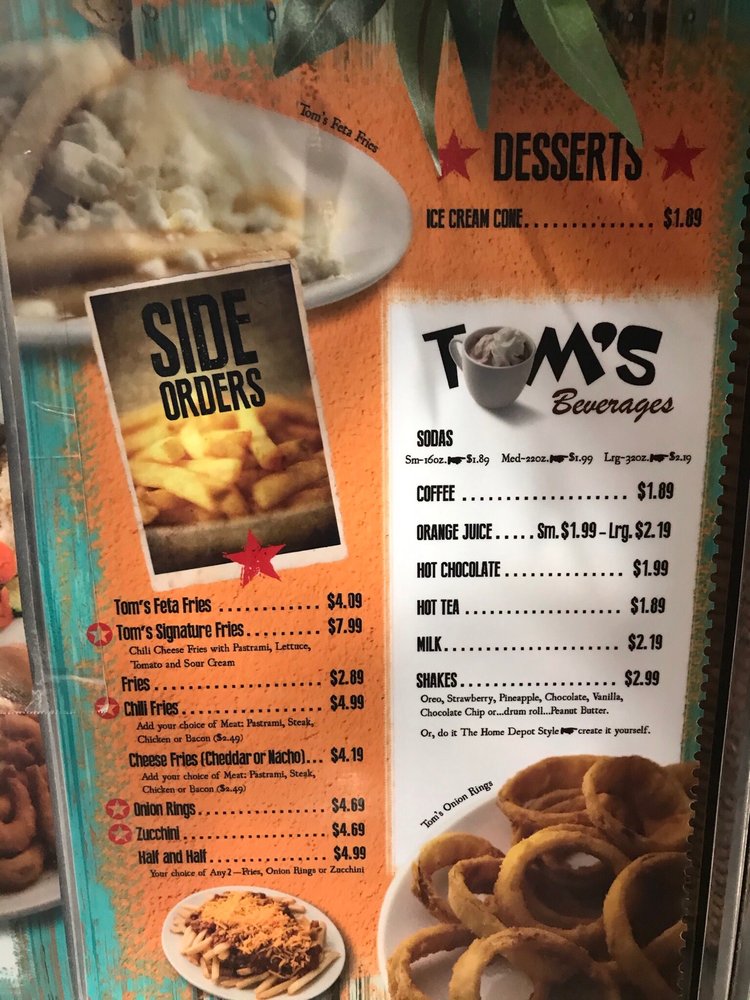 Tom's Feta Fries
DESSERTS
ICE CREAM CONE.............. $1.89
SIDE
ORDERS
Tom's Feta Fries ............ $4.09
Tom's Signature Fries......... $7.99
Chili Cheese Fries with Pastrami, Lettuce,
Tomato and Sour Cream
Fries .................... $2.89
Chili Fries ................. $4.99
Add your choice of Meat: Pastrami, Steak,
Chicken or Bacon ($2.49)
Cheese Fries (Cheddar or Nacho)... $4.19
Add your choice of Meat: Pastrami, Steak,
Chicken or Bacon ($2.49)
Onion Rings ............... $4.69
Zucchini ................. $4.69
Half and Half .............. $4.99
Your choice of Any 2—Fries, Onion Rings or Zucchini
TOM'S
Beverages
SODAS
Sm-16oz. $1.89 Med-22oz. $1.99 Lrg-32oz. $2.19
COFFEE .................. $1.89
ORANGE JUICE ..... Sm. $1.99 - Lrg. $2.19
HOT CHOCOLATE ............. $1.99
HOT TEA .................. $1.89
MILK.................... $2.19
SHAKES .................. $2.99
Oreo, Strawberry, Pineapple, Chocolate, Vanilla,
Chocolate Chip or...drum roll...Peanut Butter.
Or, do it The Home Depot Style create it yourself.
Tom's Onion Rings